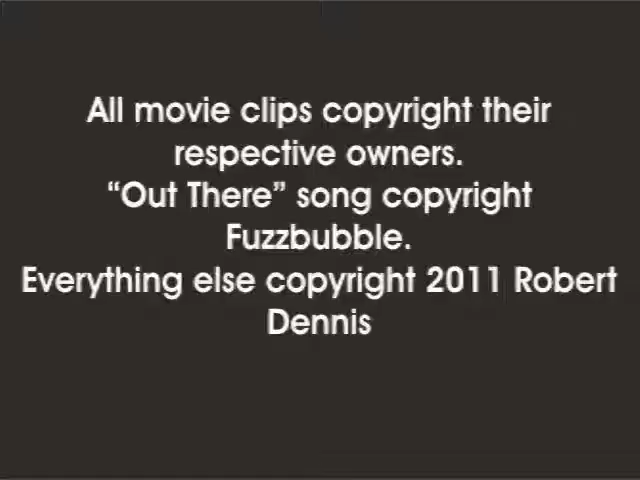 All movie clips copyright their
respective owners.
“Out There” song copyright
Fuzzbubble.
Everything else copyright 2011 Robert
Dennis